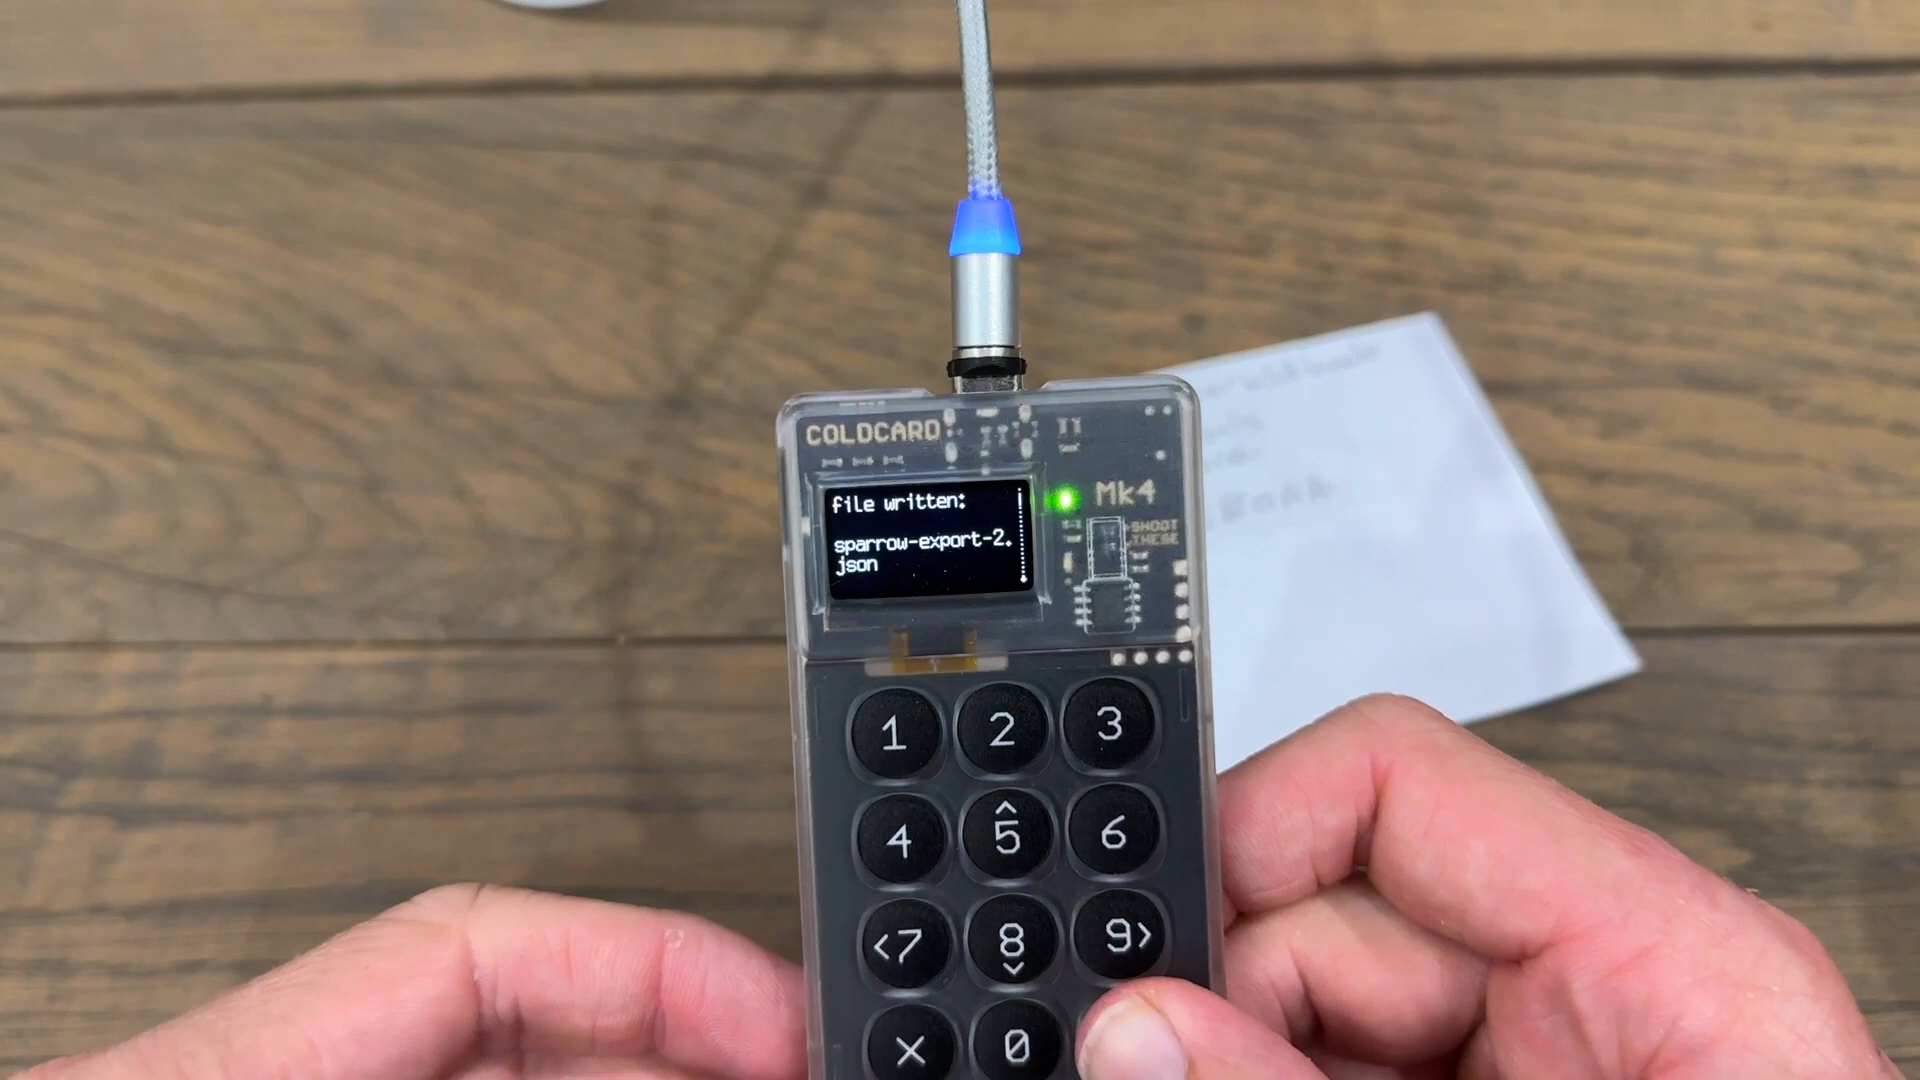 COLDCARD
file written:
sparrow-export-2.
json
Mk4
SHOOT
THESE
1
2
3
4
5
6
<7
8
9>
X
0